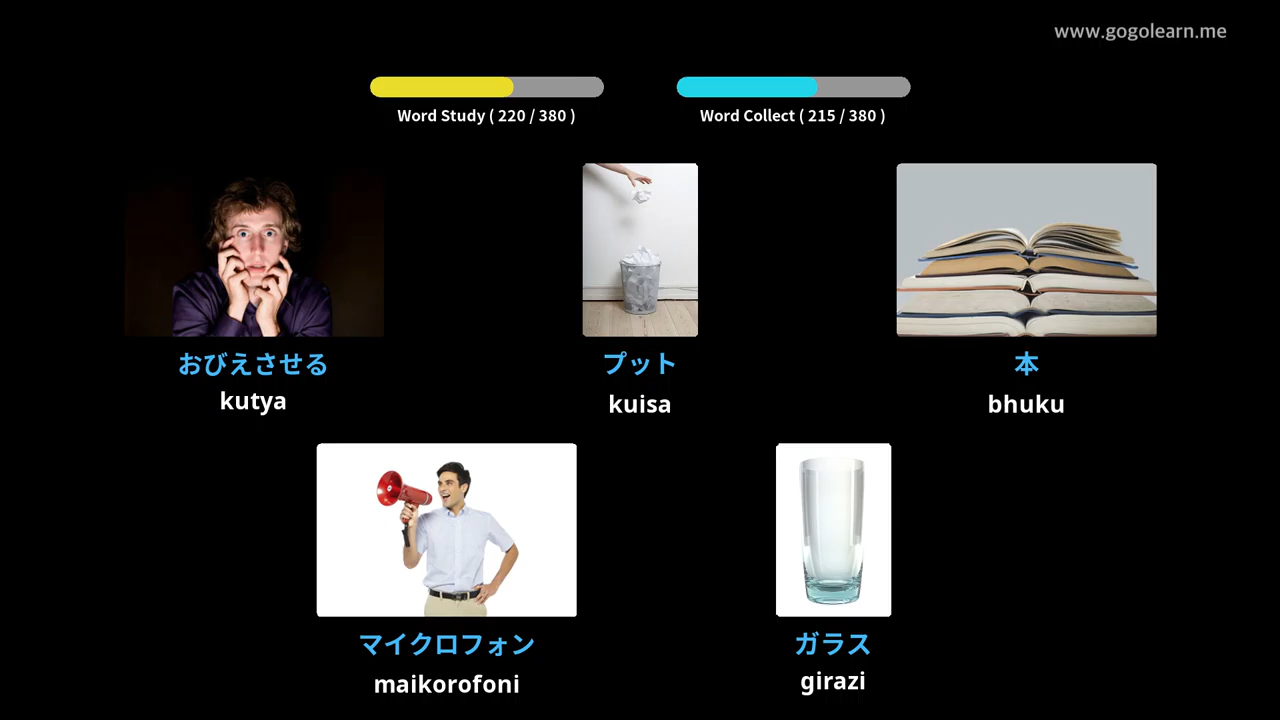 www.gogolearn.me
Word Study ( 220 / 380 )
Word Collect ( 215 / 380 )
おびえさせる
kutya
プット
kuisa
本
bhuku
マイクロフォン
maikorofoni
ガラス
girazi